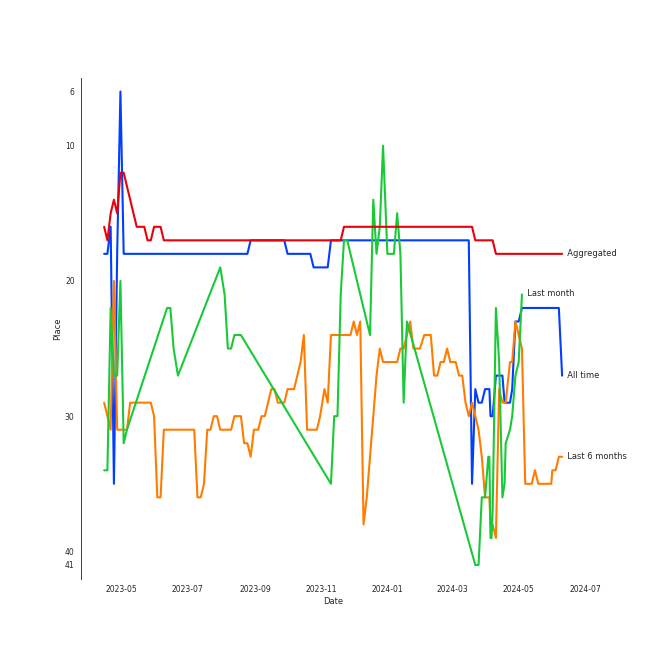 6
10
20
30
40
41
Place
Aggregated
Last month
All time
Last 6 months
2023-05 2023-07 2023-09 2023-11 2024-01 2024-03 2024-05 2024-07
Date